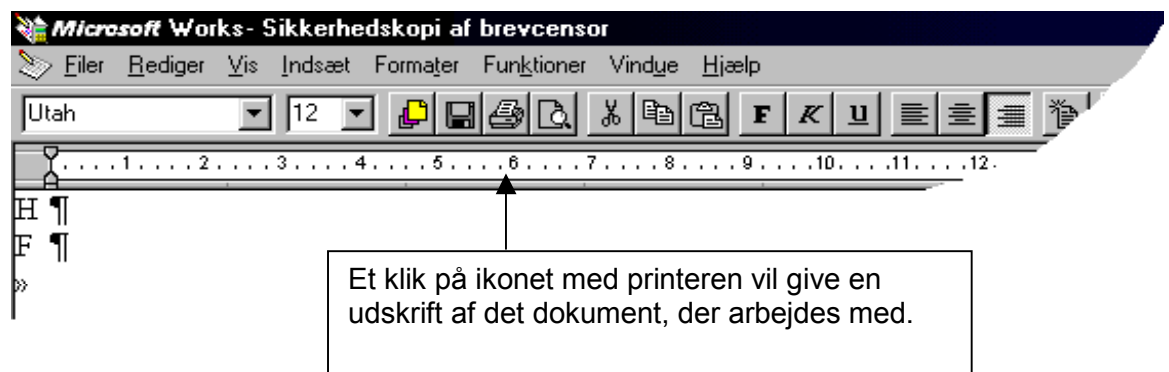 Microsoft Works- Sikkerhedskopi af brevcensor
Filer Rediger Vis Indsæt Formater Funktioner Vindue Hjælp
Utah 12 F K U
....1....2....3....4....5....6....7....8....9....10....11....12.
H ¶
F ¶
»
Et klik på ikonet med printeren vil give en
udskrift af det dokument, der arbejdes med.